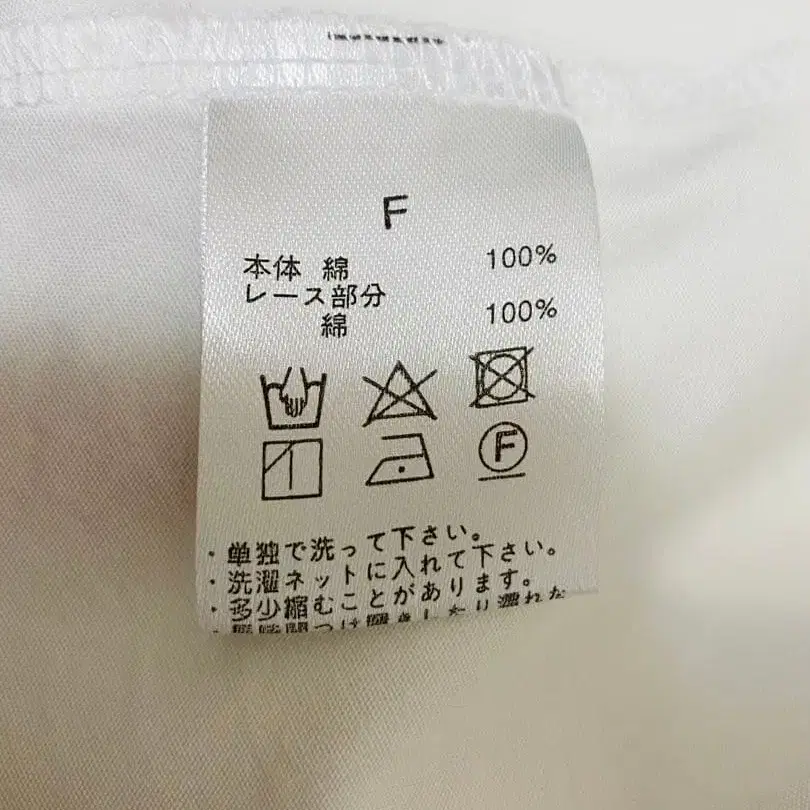 F
本体 綿 100%
レース部分
綿 100%
F
・単独で洗って下さい。
・洗濯ネットに入れて下さい。
・多少縮むことがあります。